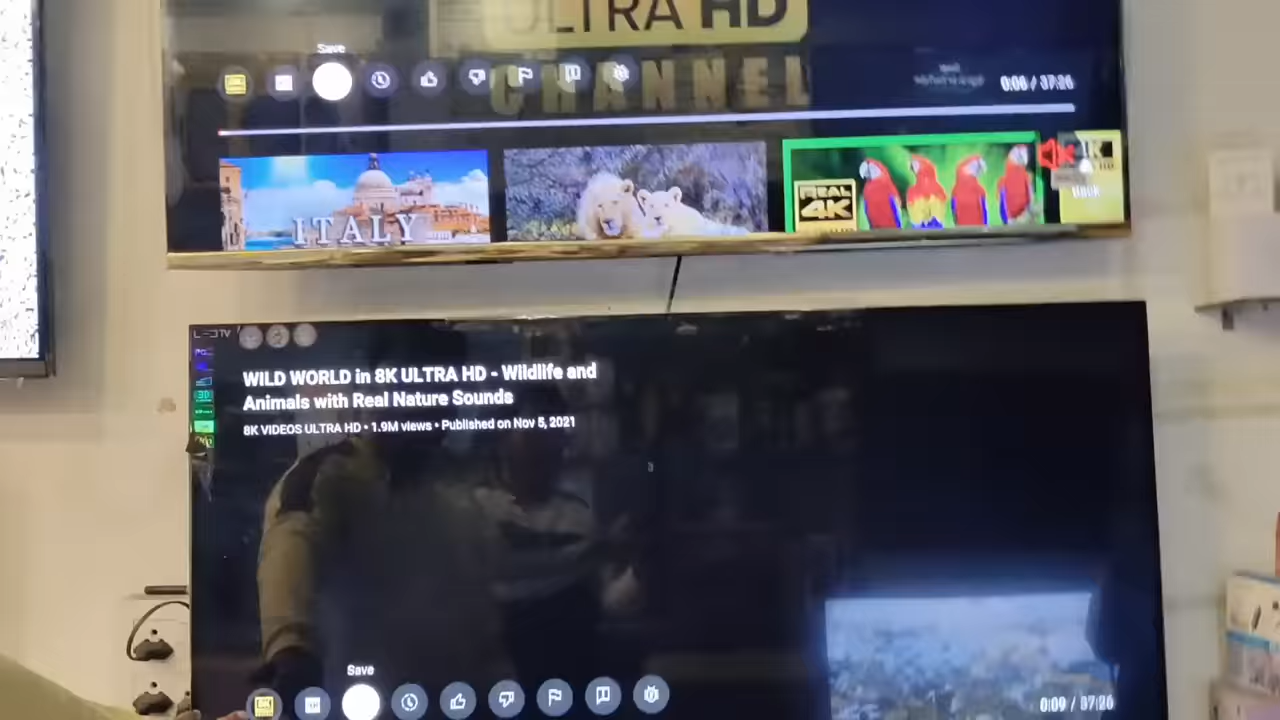 ULTRA HD
CHANNEL
Save
0:06 / 37:26
ITALY
REAL
4K
Back
WILD WORLD in 8K ULTRA HD - Wildlife and
Animals with Real Nature Sounds
8K VIDEOS ULTRA HD • 1.9M views • Published on Nov 5, 2021
Save
0:09 / 37:26